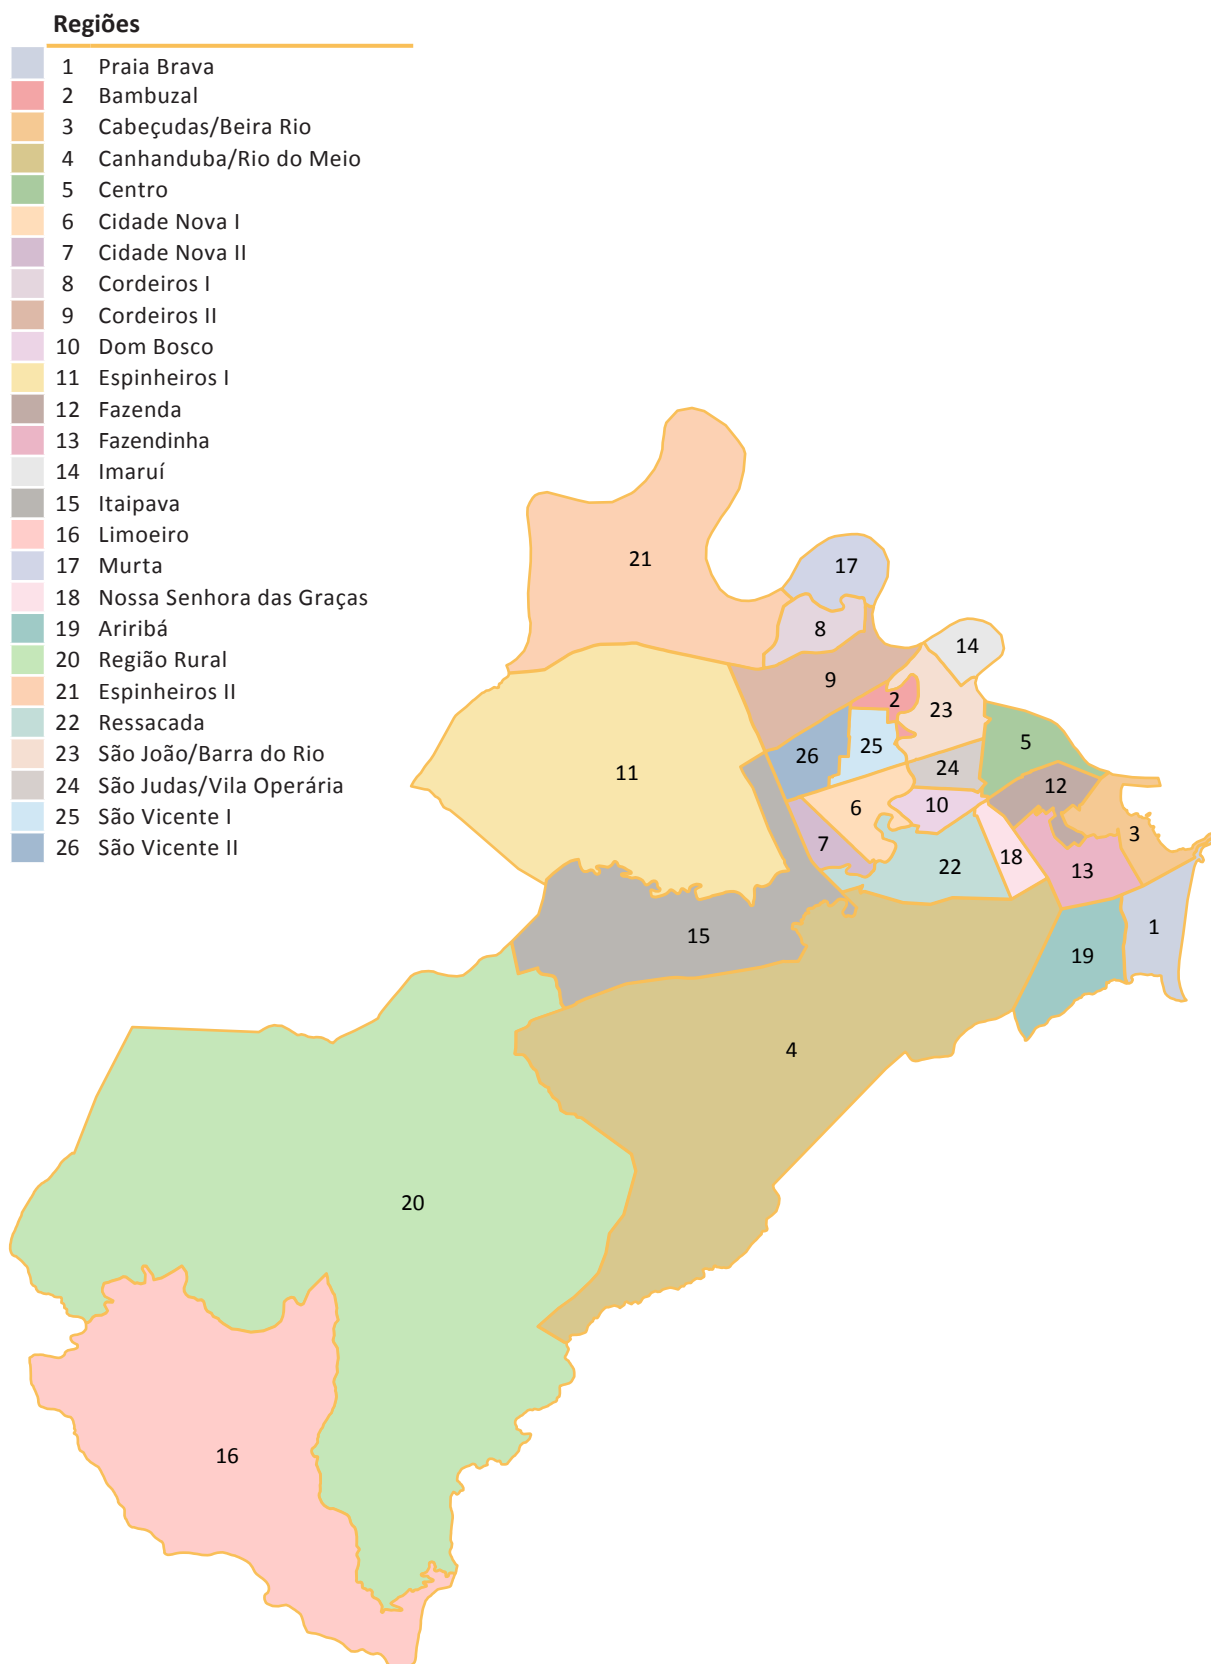 Regiões
1 Praia Brava
2 Bambuzal
3 Cabeçudas/Beira Rio
4 Canhanduba/Rio do Meio
5 Centro
6 Cidade Nova I
7 Cidade Nova II
8 Cordeiros I
9 Cordeiros II
10 Dom Bosco
11 Espinheiros I
12 Fazenda
13 Fazendinha
14 Imaruí
15 Itaipava
16 Limoeiro
17 Murta
18 Nossa Senhora das Graças
19 Ariribá
20 Região Rural
21 Espinheiros II
22 Ressacada
23 São João/Barra do Rio
24 São Judas/Vila Operária
25 São Vicente I
26 São Vicente II
21
17
8
14
9
2
23
5
25
26
24
11
12
10
6
3
7
18
22
13
15
1
19
4
20
16